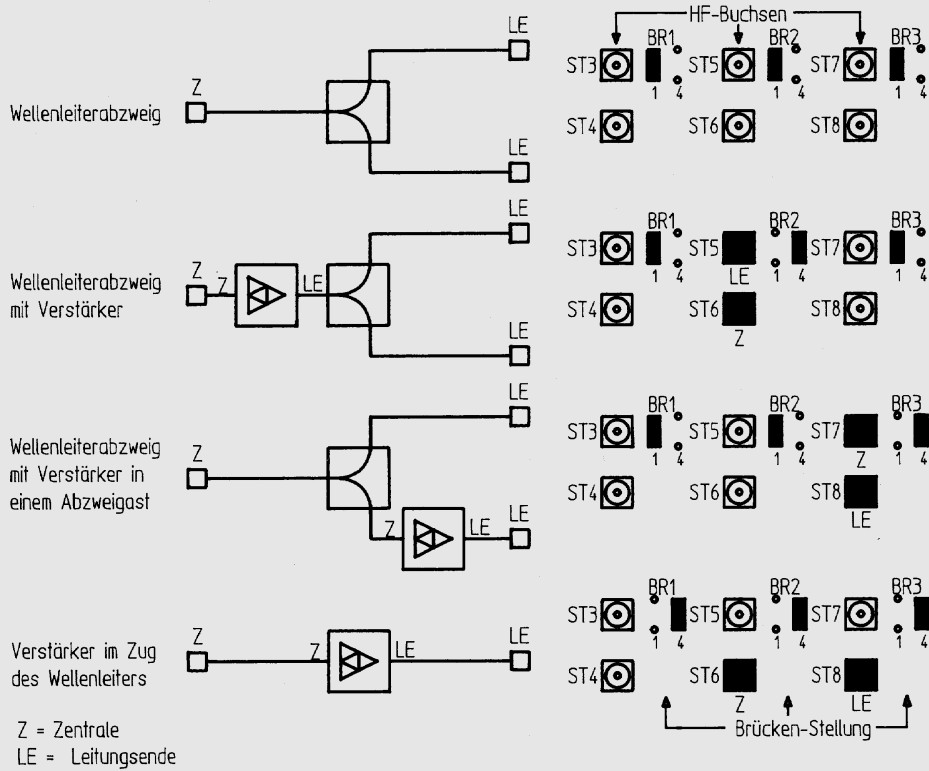 HF-Buchsen
LE
Z
LE
Wellenleiterabzweig
ST3 BR1 ST5 BR2 ST7 BR3
1 4 1 4 1 4
ST4 ST6 ST8
LE
Z Z LE
LE
Wellenleiterabzweig
mit Verstärker
ST3 BR1 ST5 BR2 ST7 BR3
1 4 LE 1 4 1 4
ST4 ST6 ST8
Z
LE
Z
Z LE LE
Wellenleiterabzweig
mit Verstärker in
einem Abzweigast
ST3 BR1 ST5 BR2 ST7 BR3
1 4 1 4 Z 1 4
ST4 ST6 ST8
LE
Z Z LE LE
Verstärker im Zug
des Wellenleiters
ST3 BR1 ST5 BR2 ST7 BR3
1 4 1 4 1 4
ST4 ST6 ST8
Z LE
Brücken-Stellung
Z = Zentrale
LE = Leitungsende